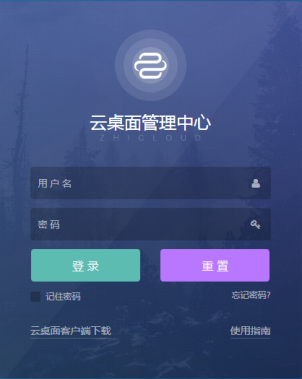 云桌面管理中心
ZHICLOUD
用户名
密码
登录 重置
记住密码 忘记密码?
云桌面客户端下载 使用指南